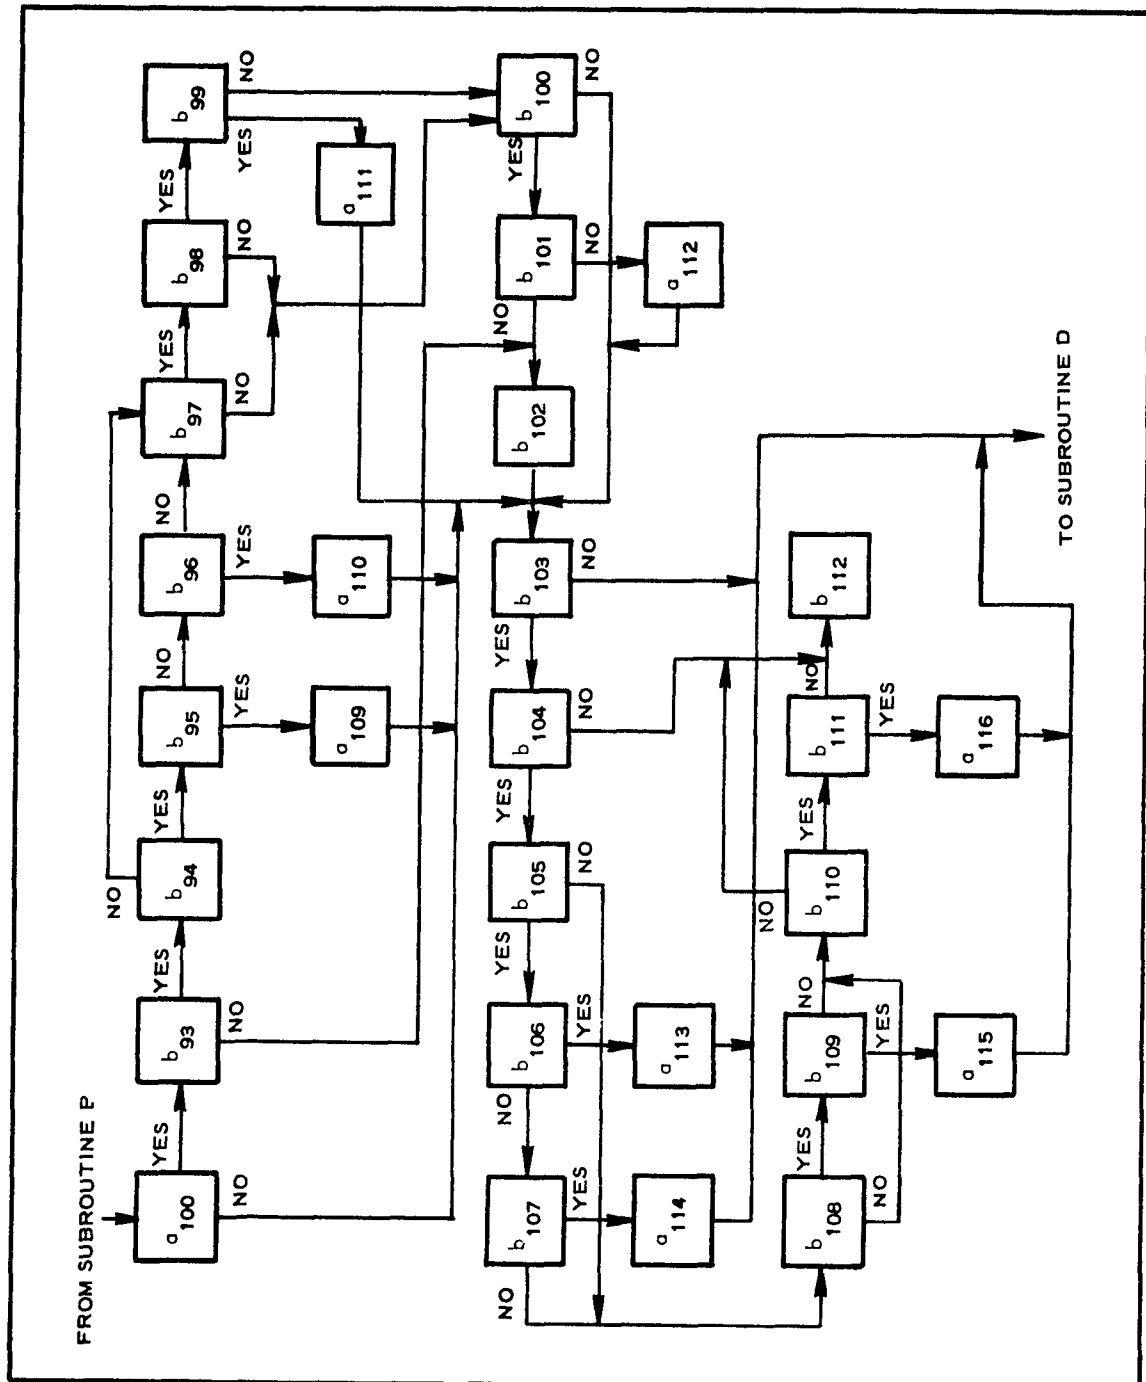 FROM SUBROUTINE P
NO
YES YES YES NO NO YES YES
a100 b93 b94 b95 b96 b97 b98 b99
NO NO YES YES NO NO YES NO
a109 a110 a111
NO NO YES YES YES NO YES
b107 b106 b105 b104 b103 b102 b101 b100
YES YES NO NO NO NO NO
a114 a113 a112
NO
YES NO YES NO
b108 b109 b110 b111 b112
NO YES YES
a115 a116
TO SUBROUTINE D